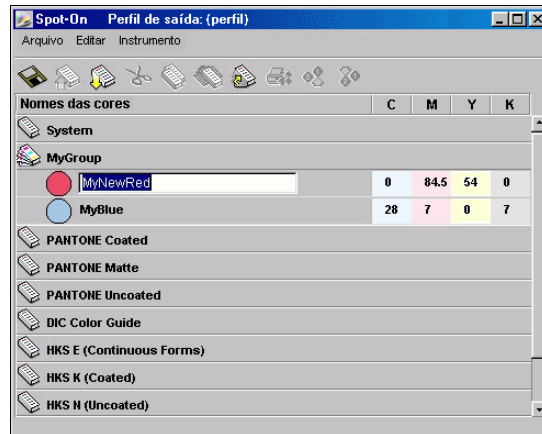 Spot-On Perfil de saída: {perfil}
Arquivo Editar Instrumento
Nomes das cores C M Y K
System
MyGroup
MyNewRed 0 84.5 54 0
MyBlue 28 7 0 7
PANTONE Coated
PANTONE Matte
PANTONE Uncoated
DIC Color Guide
HKS E (Continuous Forms)
HKS K (Coated)
HKS N (Uncoated)